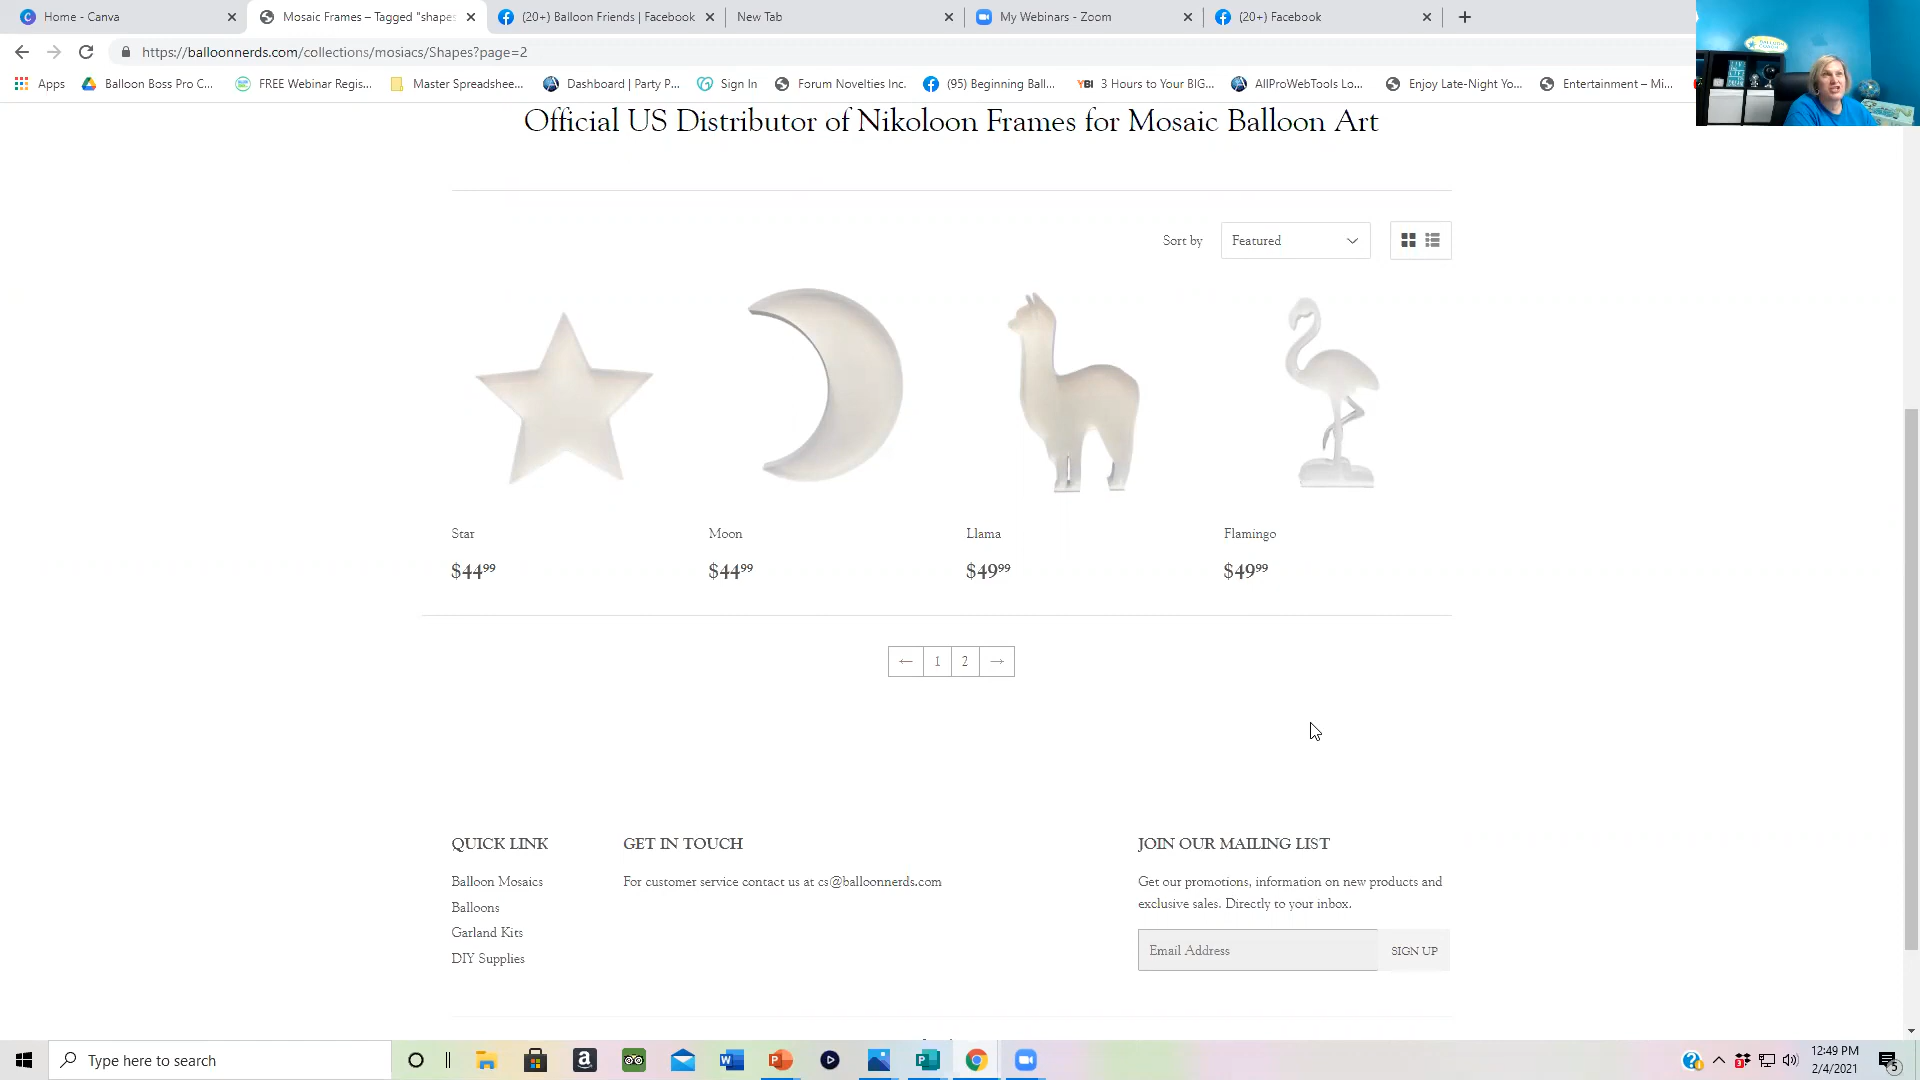 Home - Canva
Mosaic Frames – Tagged "shapes
(20+) Balloon Friends | Facebook
New Tab
My Webinars - Zoom
(20+) Facebook
https://balloonnerds.com/collections/mosiacs/Shapes?page=2
Apps
Balloon Boss Pro C...
FREE Webinar Regis...
Master Spreadshee...
Dashboard | Party P...
Sign In
Forum Novelties Inc.
(95) Beginning Ball...
YBI 3 Hours to Your BIG...
AllProWebTools Lo...
Enjoy Late-Night Yo...
Entertainment – Mi...
Official US Distributor of Nikoloon Frames for Mosaic Balloon Art
Sort by
Featured
Star
Moon
Llama
Flamingo
$44.99
$44.99
$49.99
$49.99
← 1 2 →
QUICK LINK
Balloon Mosaics
Balloons
Garland Kits
DIY Supplies
GET IN TOUCH
For customer service contact us at cs@balloonnerds.com
JOIN OUR MAILING LIST
Get our promotions, information on new products and
exclusive sales. Directly to your inbox.
Email Address
SIGN UP
Type here to search
12:49 PM
2/4/2021
5